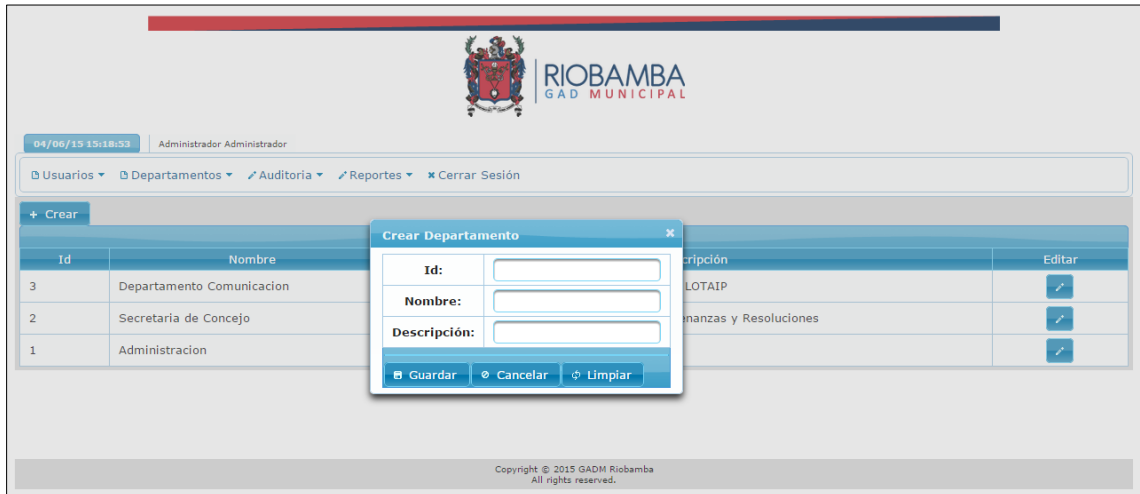 RIOBAMBA
GAD MUNICIPAL
04/06/15-15:18:53 Administrador Administrador
Usuarios Departamentos Auditoria Reportes Cerrar Sesión
+ Crear
Id Nombre cripción Editar
3 Departamento Comunicacion LOTAIP
2 Secretaria de Concejo enanzas y Resoluciones
1 Administracion
Crear Departamento
Id:
Nombre:
Descripción:
Guardar Cancelar Limpiar
Copyright © 2015 GADM Riobamba
All rights reserved.